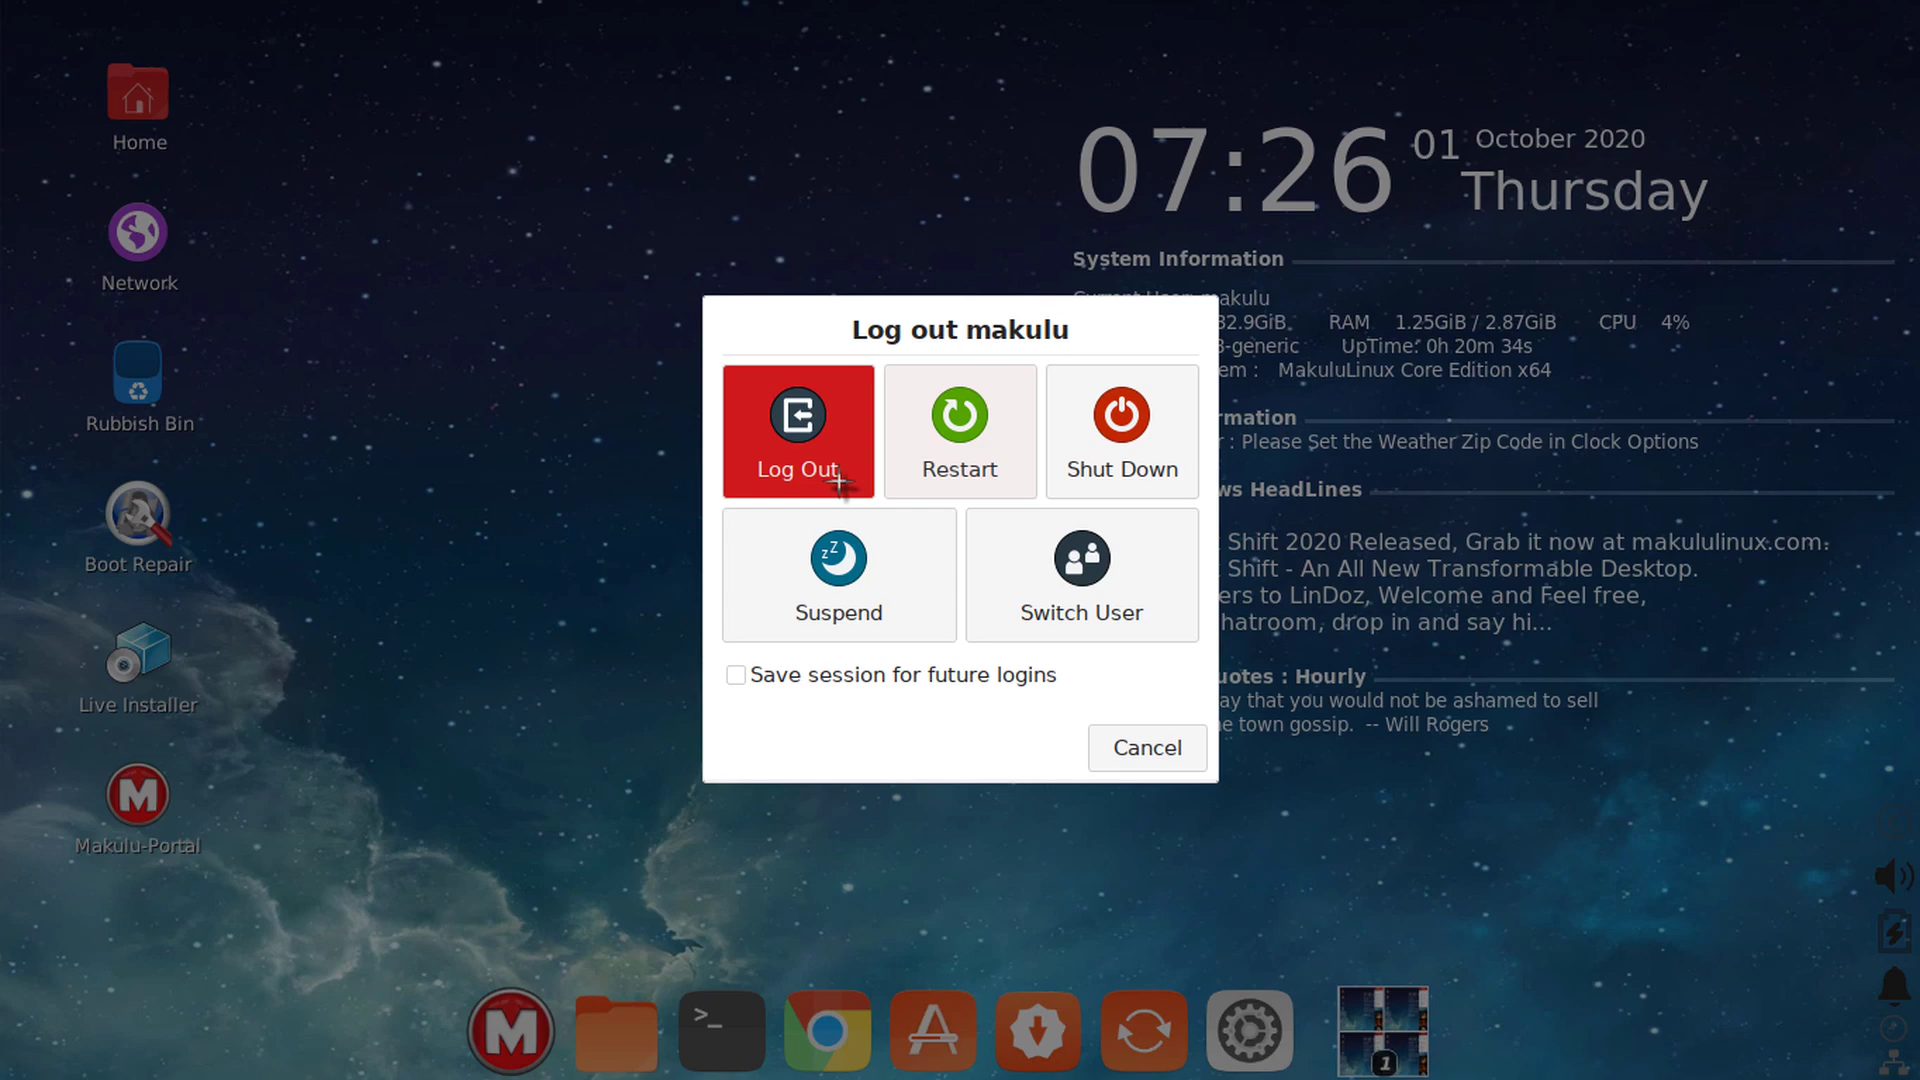 Home
Network
Rubbish Bin
Boot Repair
Live Installer
Makulu-Portal
07:26 01 October 2020
Thursday
System Information
Current User: makulu
32.9GiB RAM 1.25GiB / 2.87GiB CPU 4%
-generic UpTime: 0h 20m 34s
em : MakuluLinux Core Edition x64
rmation
r : Please Set the Weather Zip Code in Clock Options
ws HeadLines
Shift 2020 Released, Grab it now at makululinux.com.
Shift - An All New Transformable Desktop.
ers to LinDoz, Welcome and Feel free,
hatroom, drop in and say hi...
uotes : Hourly
ay that you would not be ashamed to sell
e town gossip. -- Will Rogers
Log out makulu
Log Out
Restart
Shut Down
zZ
Suspend
Switch User
Save session for future logins
Cancel
M
M
>_
1